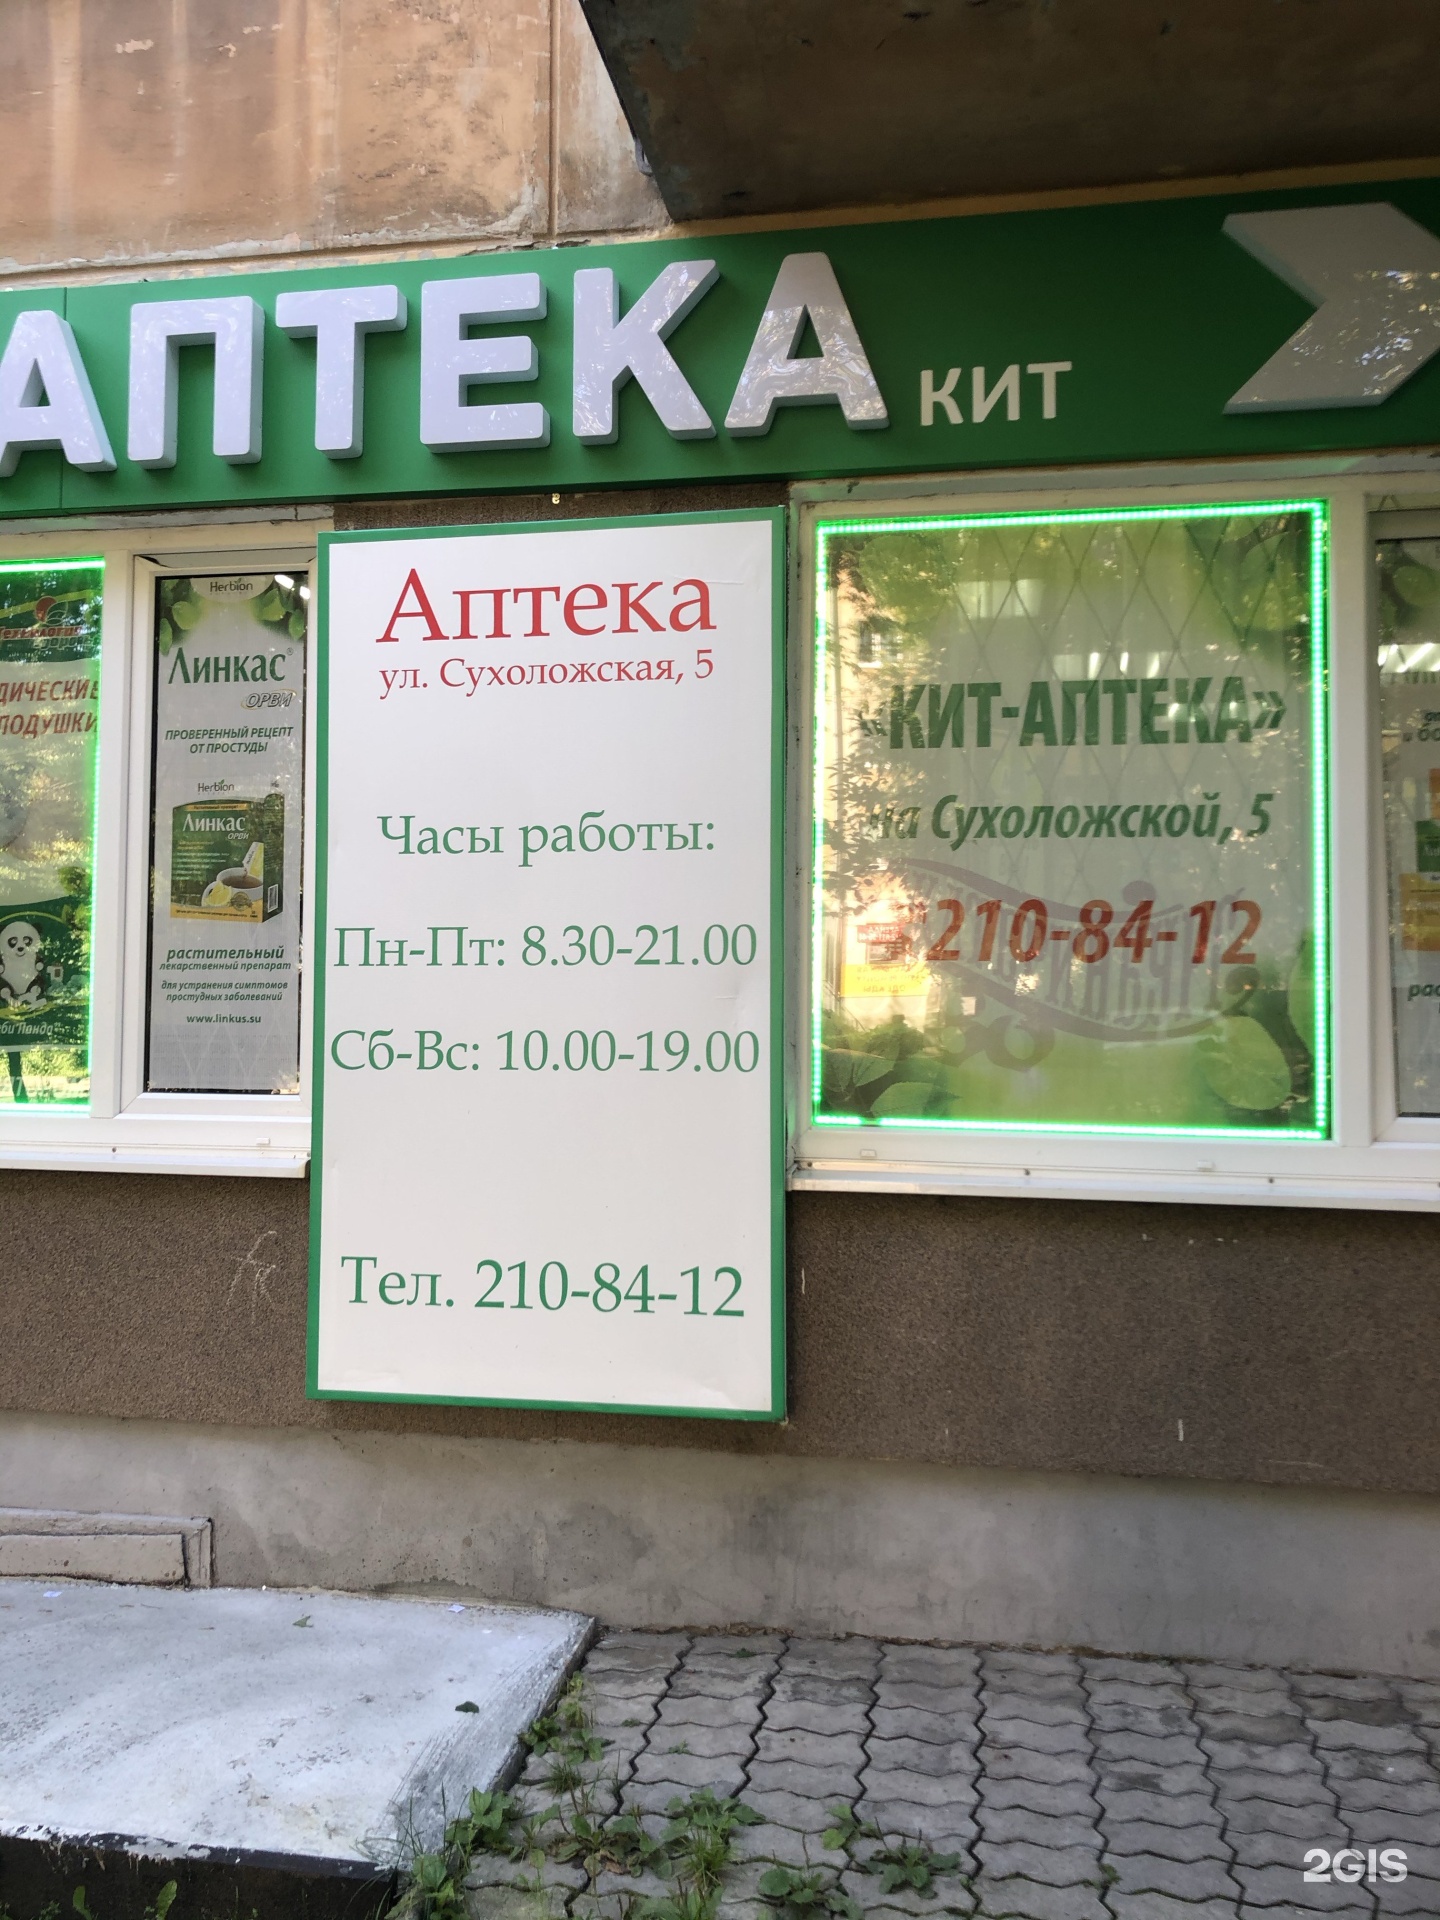 АПТЕКА КИТ
Herbion
Линкас®
ОРВИ
ПРОВЕРЕННЫЙ РЕЦЕПТ
ОТ ПРОСТУДЫ
Herbion
Линкас
ОРВИ
растительный
лекарственный препарат
для устранения симптомов
простудных заболеваний
www.linkus.su
Аптека
ул. Сухоложская, 5
Часы работы:
Пн-Пт: 8.30-21.00
Сб-Вс: 10.00-19.00
Тел. 210-84-12
«КИТ-АПТЕКА»
на Сухоложской, 5
210-84-12
2GIS